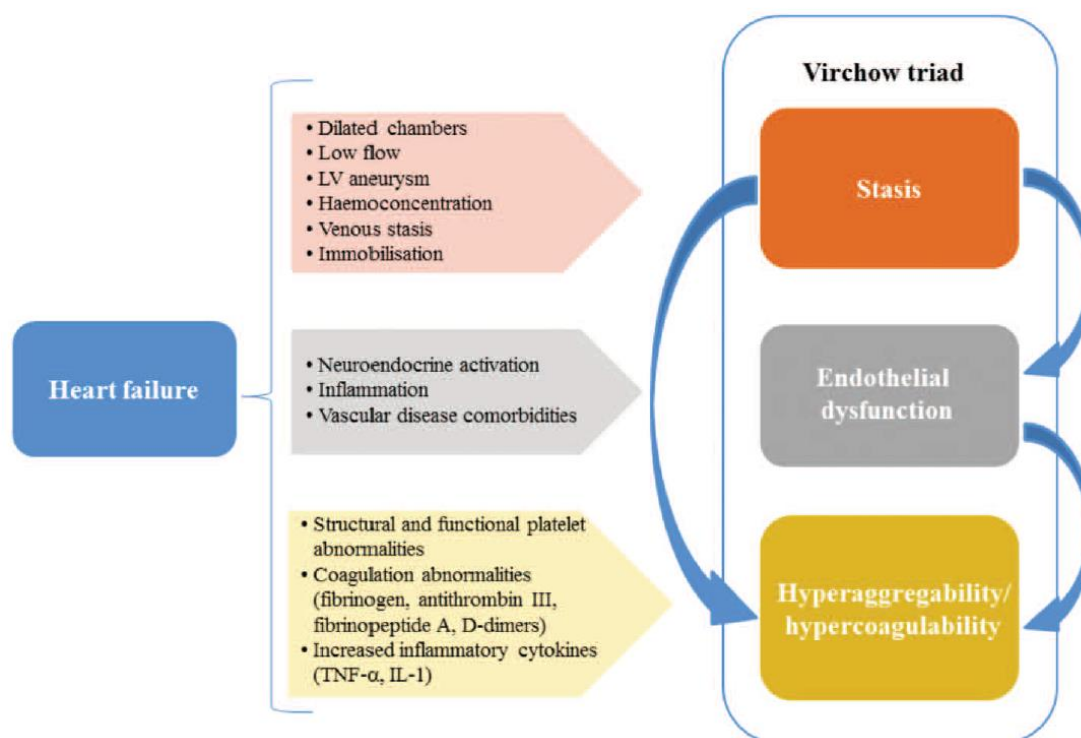 Heart failure
• Dilated chambers
• Low flow
• LV aneurysm
• Haemoconcentration
• Venous stasis
• Immobilisation
• Neuroendocrine activation
• Inflammation
• Vascular disease comorbidities
• Structural and functional platelet
abnormalities
• Coagulation abnormalities
(fibrinogen, antithrombin III,
fibrinopeptide A, D-dimers)
• Increased inflammatory cytokines
(TNF-α, IL-1)
Virchow triad
Stasis
Endothelial
dysfunction
Hyperaggregability/
hypercoagulability